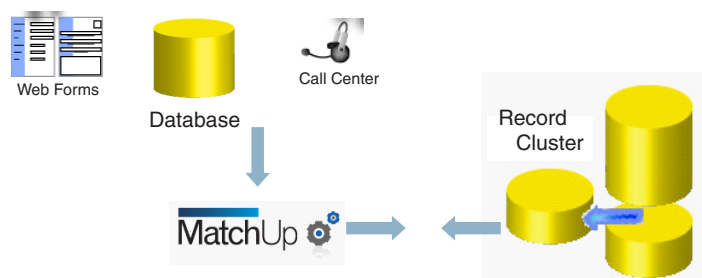 Web Forms
Database
Call Center
Record
Cluster
MatchUp